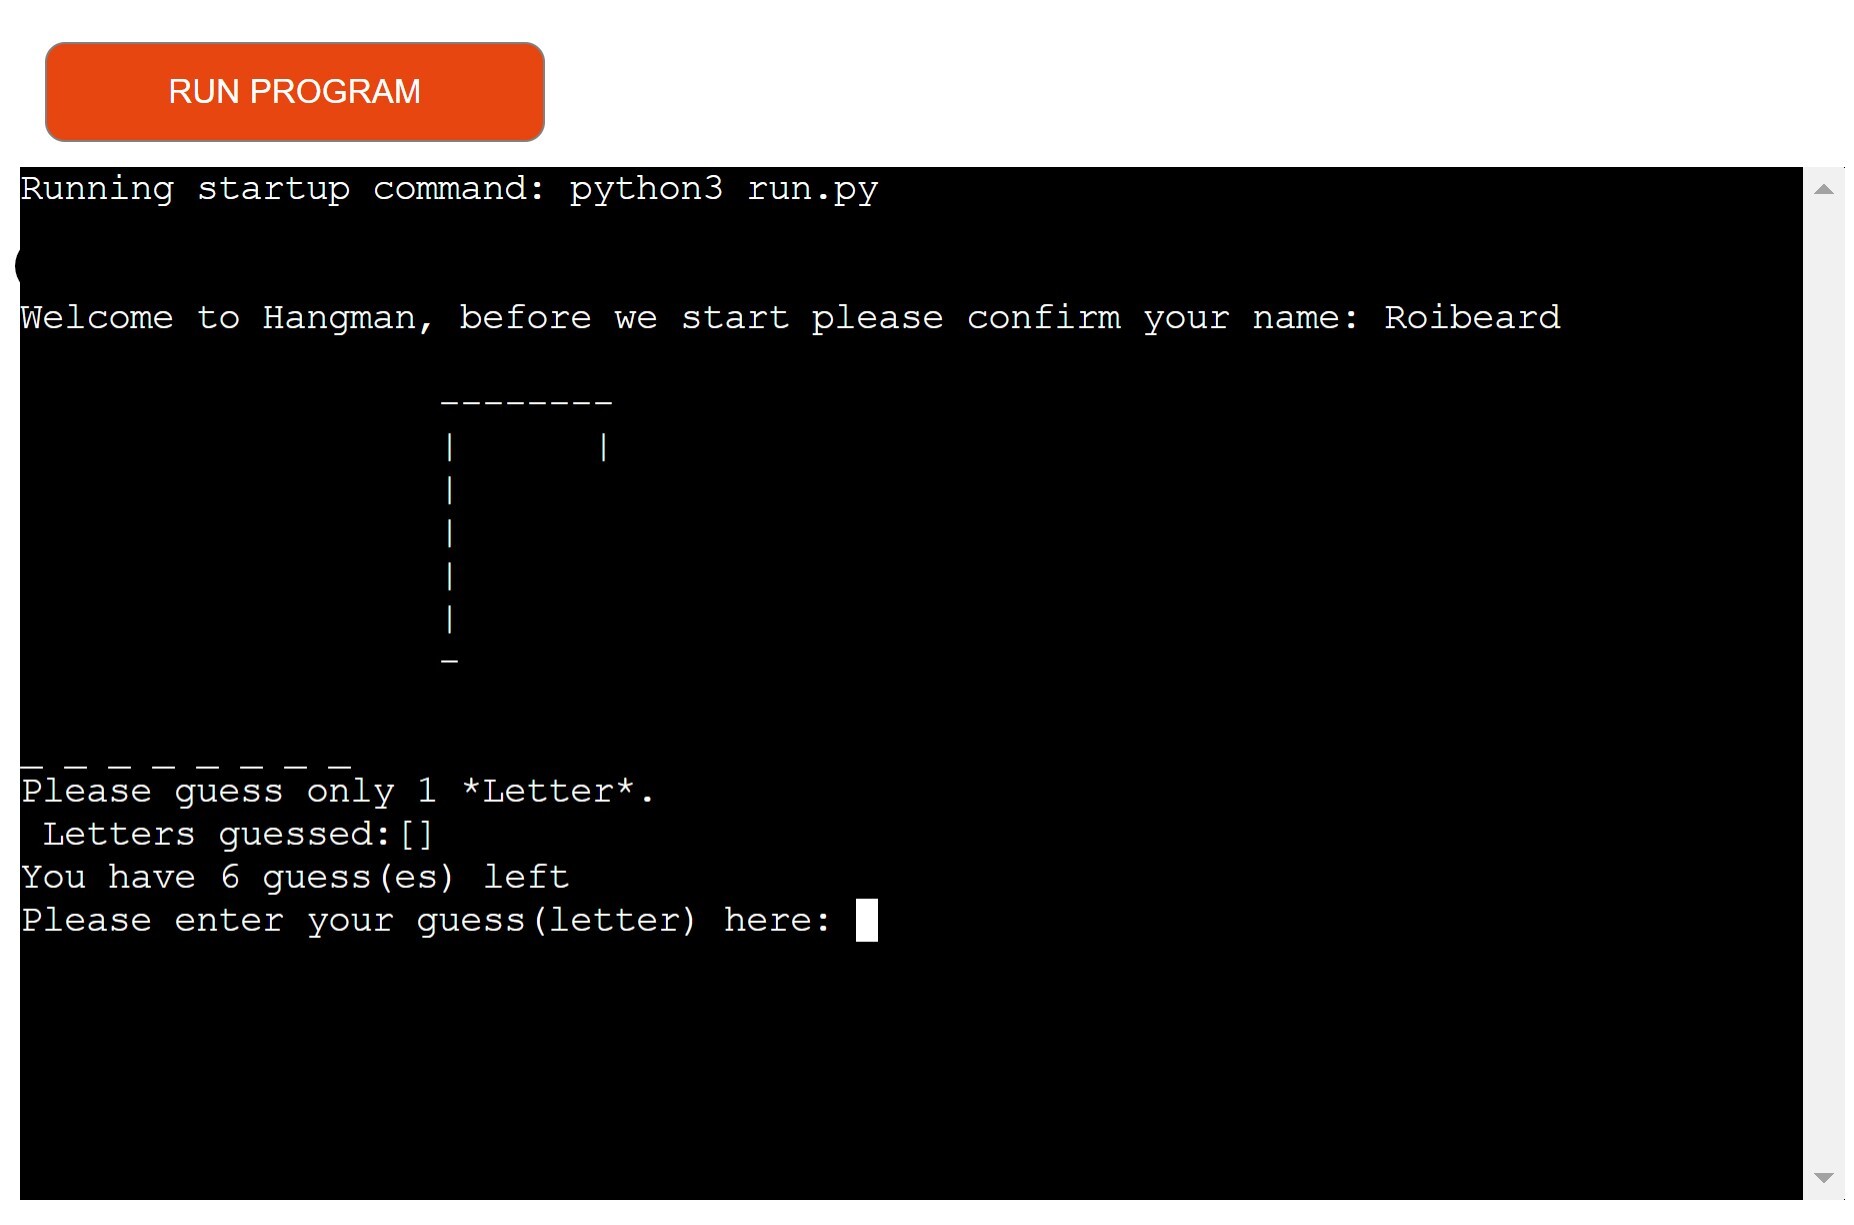 RUN PROGRAM
Running startup command: python3 run.py
Welcome to Hangman, before we start please confirm your name: Roibeard
--------
|      |
|
|
|
|
-
_ _ _ _ _ _ _ _
Please guess only 1 *Letter*.
Letters guessed:[]
You have 6 guess(es) left
Please enter your guess(letter) here: